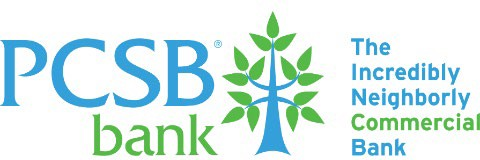 PCSB®
bank
The
Incredibly
Neighborly
Commercial
Bank